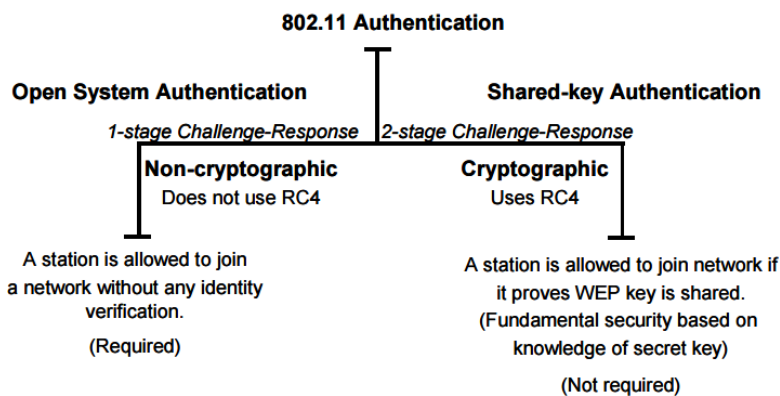 802.11 Authentication
Open System Authentication
Shared-key Authentication
1-stage Challenge-Response
2-stage Challenge-Response
Non-cryptographic
Does not use RC4
Cryptographic
Uses RC4
A station is allowed to join
a network without any identity
verification.
(Required)
A station is allowed to join network if
it proves WEP key is shared.
(Fundamental security based on
knowledge of secret key)
(Not required)